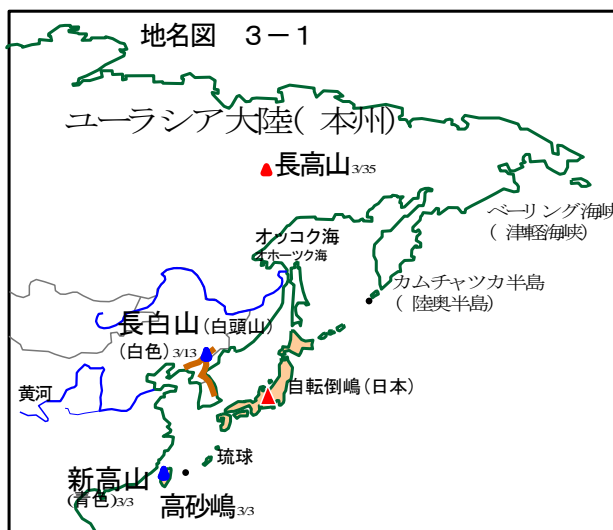 地名図 3－1
ユーラシア大陸( 本州)
長高山3/35
ベーリング海峡
( 津軽海峡)
オッコク海
オホーツク海
カムチャツカ半島
( 陸奥半島)
長白山(白頭山)
(白色)3/13
自転倒嶋(日本)
黄河
琉球
新高山
(青色)3/3
高砂嶋3/3